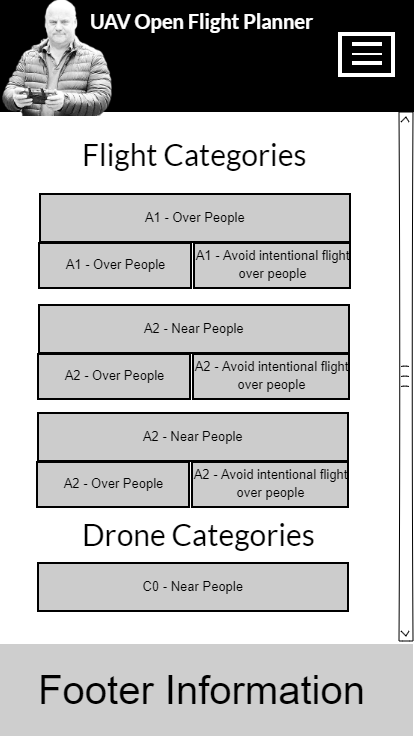 UAV Open Flight Planner
Flight Categories
A1 - Over People
A1 - Over People
A1 - Avoid intentional flight
over people
A2 - Near People
A2 - Over People
A2 - Avoid intentional flight
over people
A2 - Near People
A2 - Over People
A2 - Avoid intentional flight
over people
Drone Categories
C0 - Near People
Footer Information